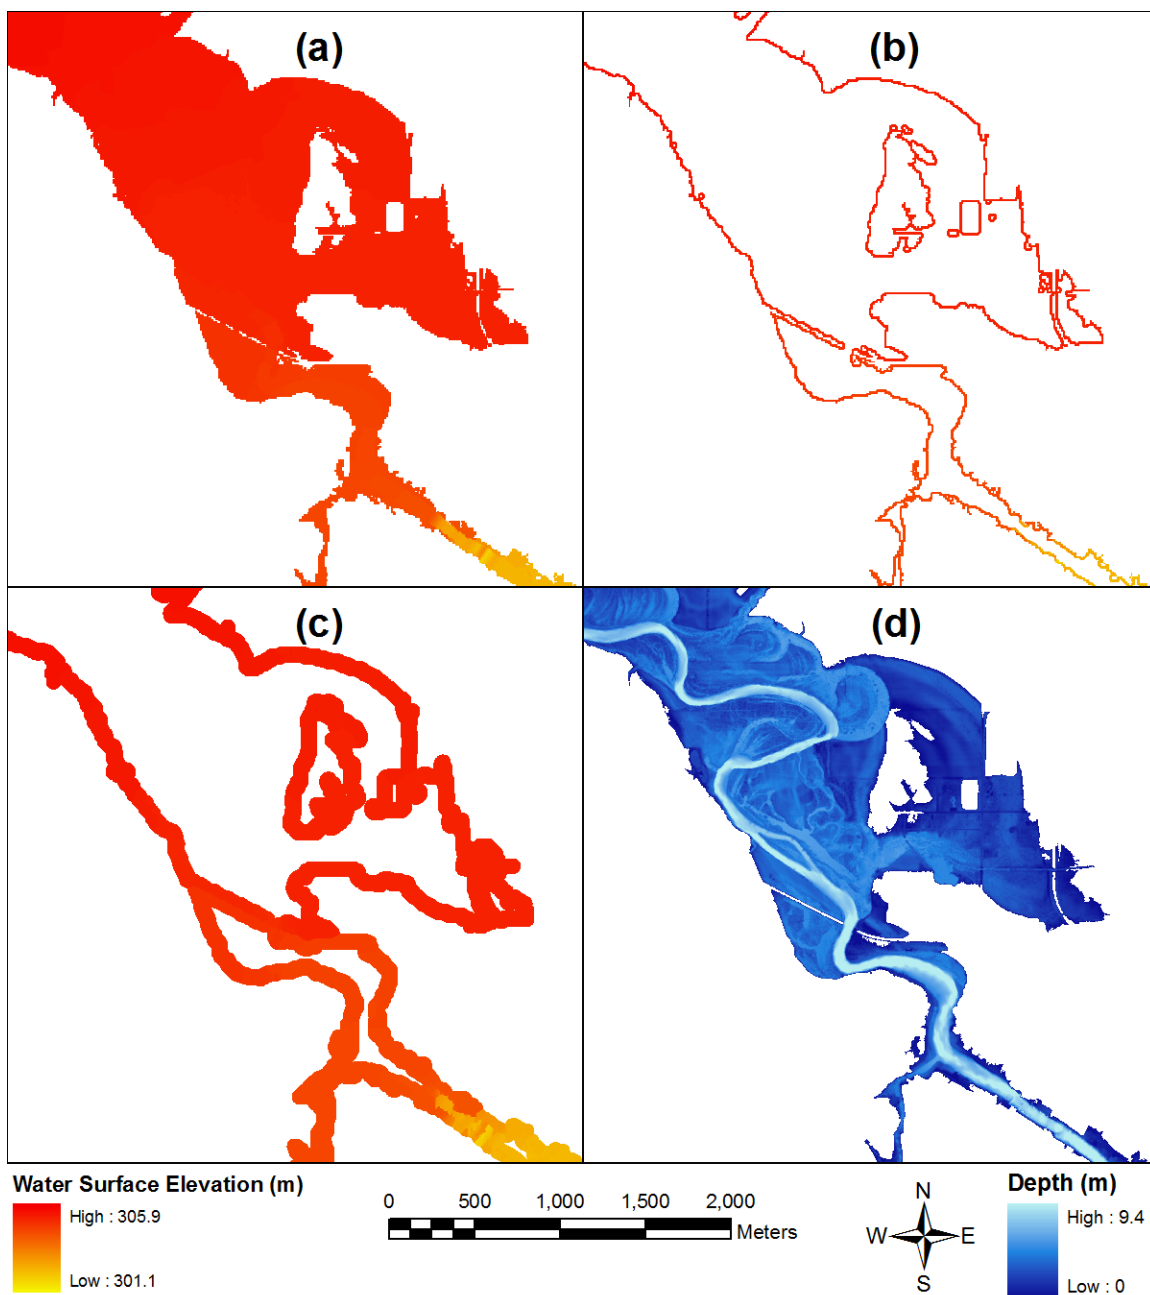 (a)
(b)
(c)
(d)
Water Surface Elevation (m)
High : 305.9
Low : 301.1
0 500 1,000 1,500 2,000
Meters
N
W E
S
Depth (m)
High : 9.4
Low : 0